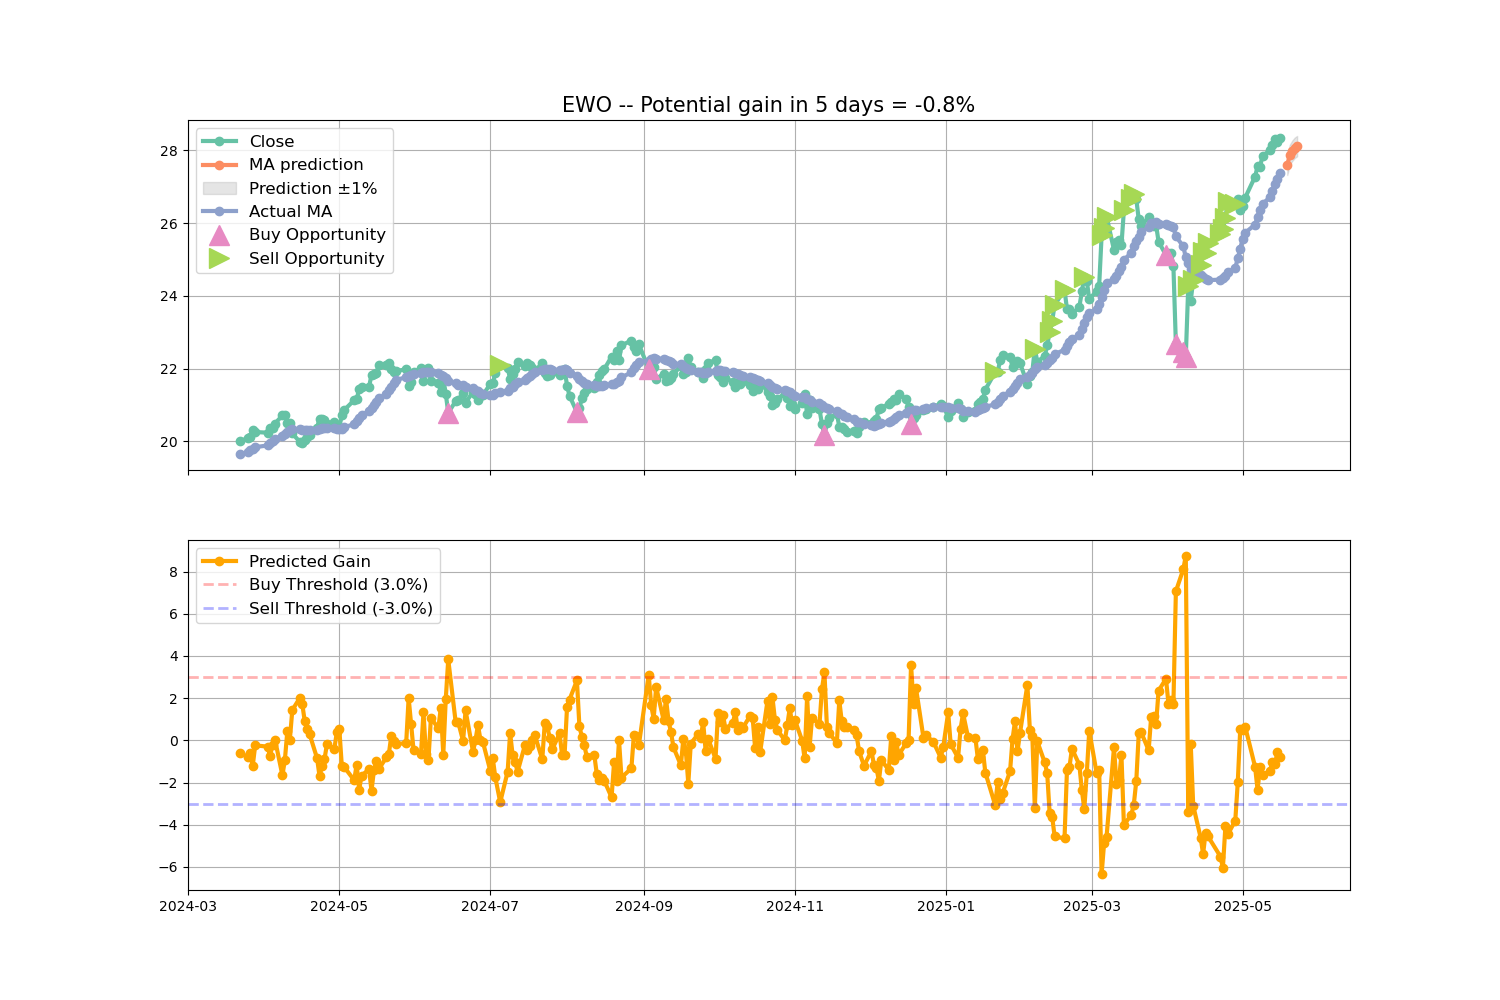 EWO -- Potential gain in 5 days = -0.8%
Close
MA prediction
Prediction ±1%
Actual MA
Buy Opportunity
Sell Opportunity
28
26
24
22
20
Predicted Gain
Buy Threshold (3.0%)
Sell Threshold (-3.0%)
8
6
4
2
0
−2
−4
−6
2024-03 2024-05 2024-07 2024-09 2024-11 2025-01 2025-03 2025-05